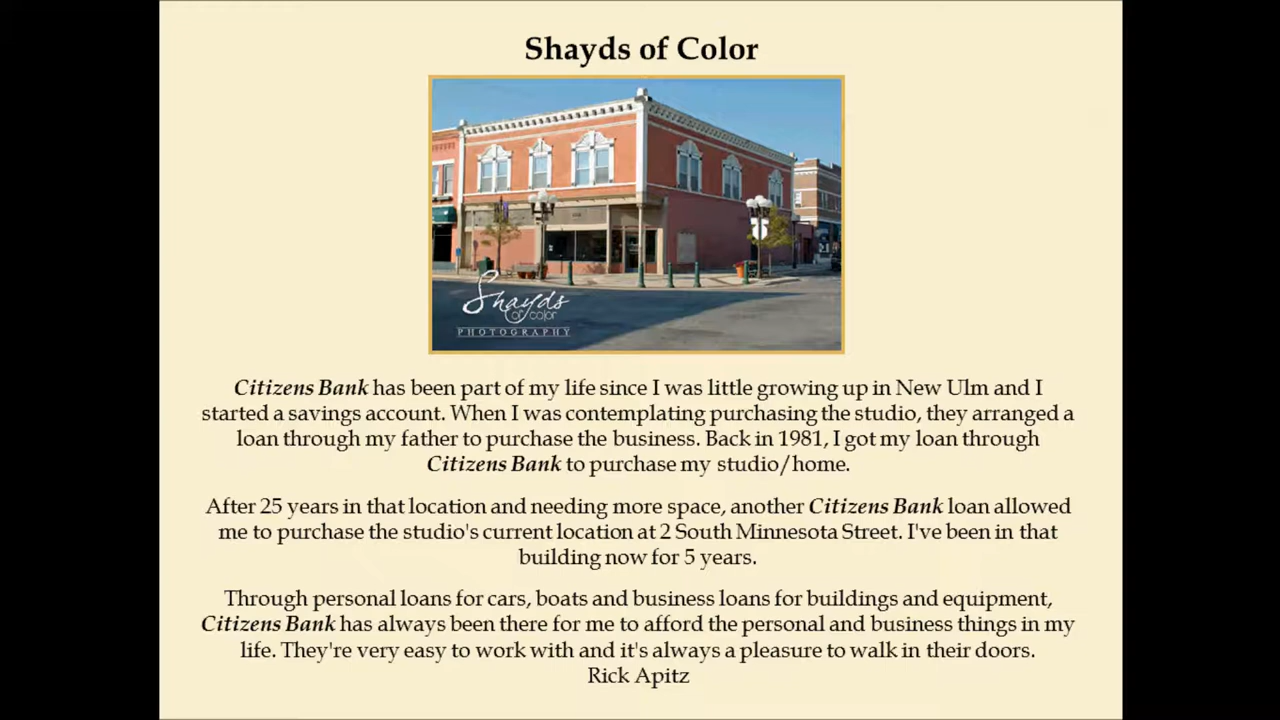 Shayds of Color
Shayds
of color
PHOTOGRAPHY
Citizens Bank has been part of my life since I was little growing up in New Ulm and I
started a savings account. When I was contemplating purchasing the studio, they arranged a
loan through my father to purchase the business. Back in 1981, I got my loan through
Citizens Bank to purchase my studio/home.
After 25 years in that location and needing more space, another Citizens Bank loan allowed
me to purchase the studio's current location at 2 South Minnesota Street. I've been in that
building now for 5 years.
Through personal loans for cars, boats and business loans for buildings and equipment,
Citizens Bank has always been there for me to afford the personal and business things in my
life. They're very easy to work with and it's always a pleasure to walk in their doors.
Rick Apitz